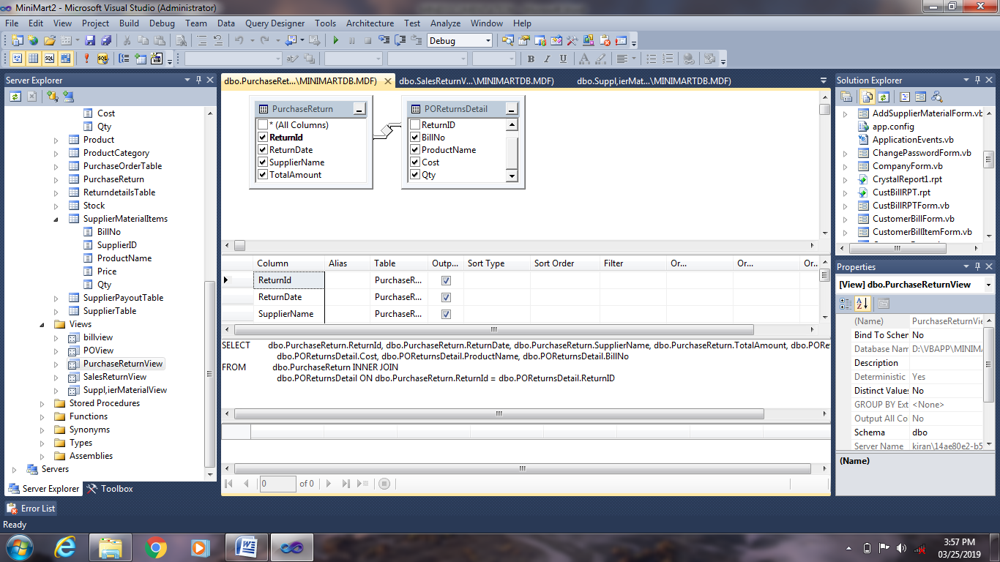 MiniMart2 - Microsoft Visual Studio (Administrator)
File Edit View Project Build Debug Team Data Query Designer Tools Architecture Test Analyze Window Help
Debug
SQL
SQL
B I U A
Server Explorer
Cost
Qty
Product
ProductCategory
PurchaseOrderTable
PurchaseReturn
ReturndetailsTable
Stock
SupplierMaterialItems
BillNo
SupplierID
ProductName
Price
Qty
SupplierPayoutTable
SupplierTable
Views
billview
POView
PurchaseReturnView
SalesReturnView
Suppl,ierMaterialView
Stored Procedures
Functions
Synonyms
Types
Assemblies
Servers
Server Explorer Toolbox
Error List
Ready
dbo.PurchaseRet...\MINIMARTDB.MDF) dbo.SalesReturnV...\MINIMARTDB.MDF) dbo.Suppl,ierMat...\MINIMARTDB.MDF)
PurchaseReturn
* (All Columns)
ReturnId
ReturnDate
SupplierName
TotalAmount
POReturnsDetail
ReturnID
BillNo
ProductName
Cost
Qty
Column Alias Table Outp... Sort Type Sort Order Filter Or... Or... Or..
ReturnId PurchaseR...
ReturnDate PurchaseR...
SupplierName PurchaseR...
SELECT dbo.PurchaseReturn.ReturnId, dbo.PurchaseReturn.ReturnDate, dbo.PurchaseReturn.SupplierName, dbo.PurchaseReturn.TotalAmount, dbo.PORet
dbo.POReturnsDetail.Cost, dbo.POReturnsDetail.ProductName, dbo.POReturnsDetail.BillNo
FROM dbo.PurchaseReturn INNER JOIN
dbo.POReturnsDetail ON dbo.PurchaseReturn.ReturnId = dbo.POReturnsDetail.ReturnID
0 of 0
Solution Explorer
AddSupplierMaterialForm.vb
app.config
ApplicationEvents.vb
ChangePasswordForm.vb
CompanyForm.vb
CrystalReport1.rpt
CustBillRPT.rpt
CustBillRPTForm.vb
CustomerBillForm.vb
CustomerBillItemForm.vb
Properties
[View] dbo.PurchaseReturnView
(Name) PurchaseReturnVie
Bind To Schem No
Database Nam D:\VBAPP\MINIMA
Description
Deterministic Yes
Distinct Values No
GROUP BY Ext <None>
Output All Co No
Schema dbo
Server Name kiran\14ae80e2-b5
(Name)
3:57 PM
03/25/2019